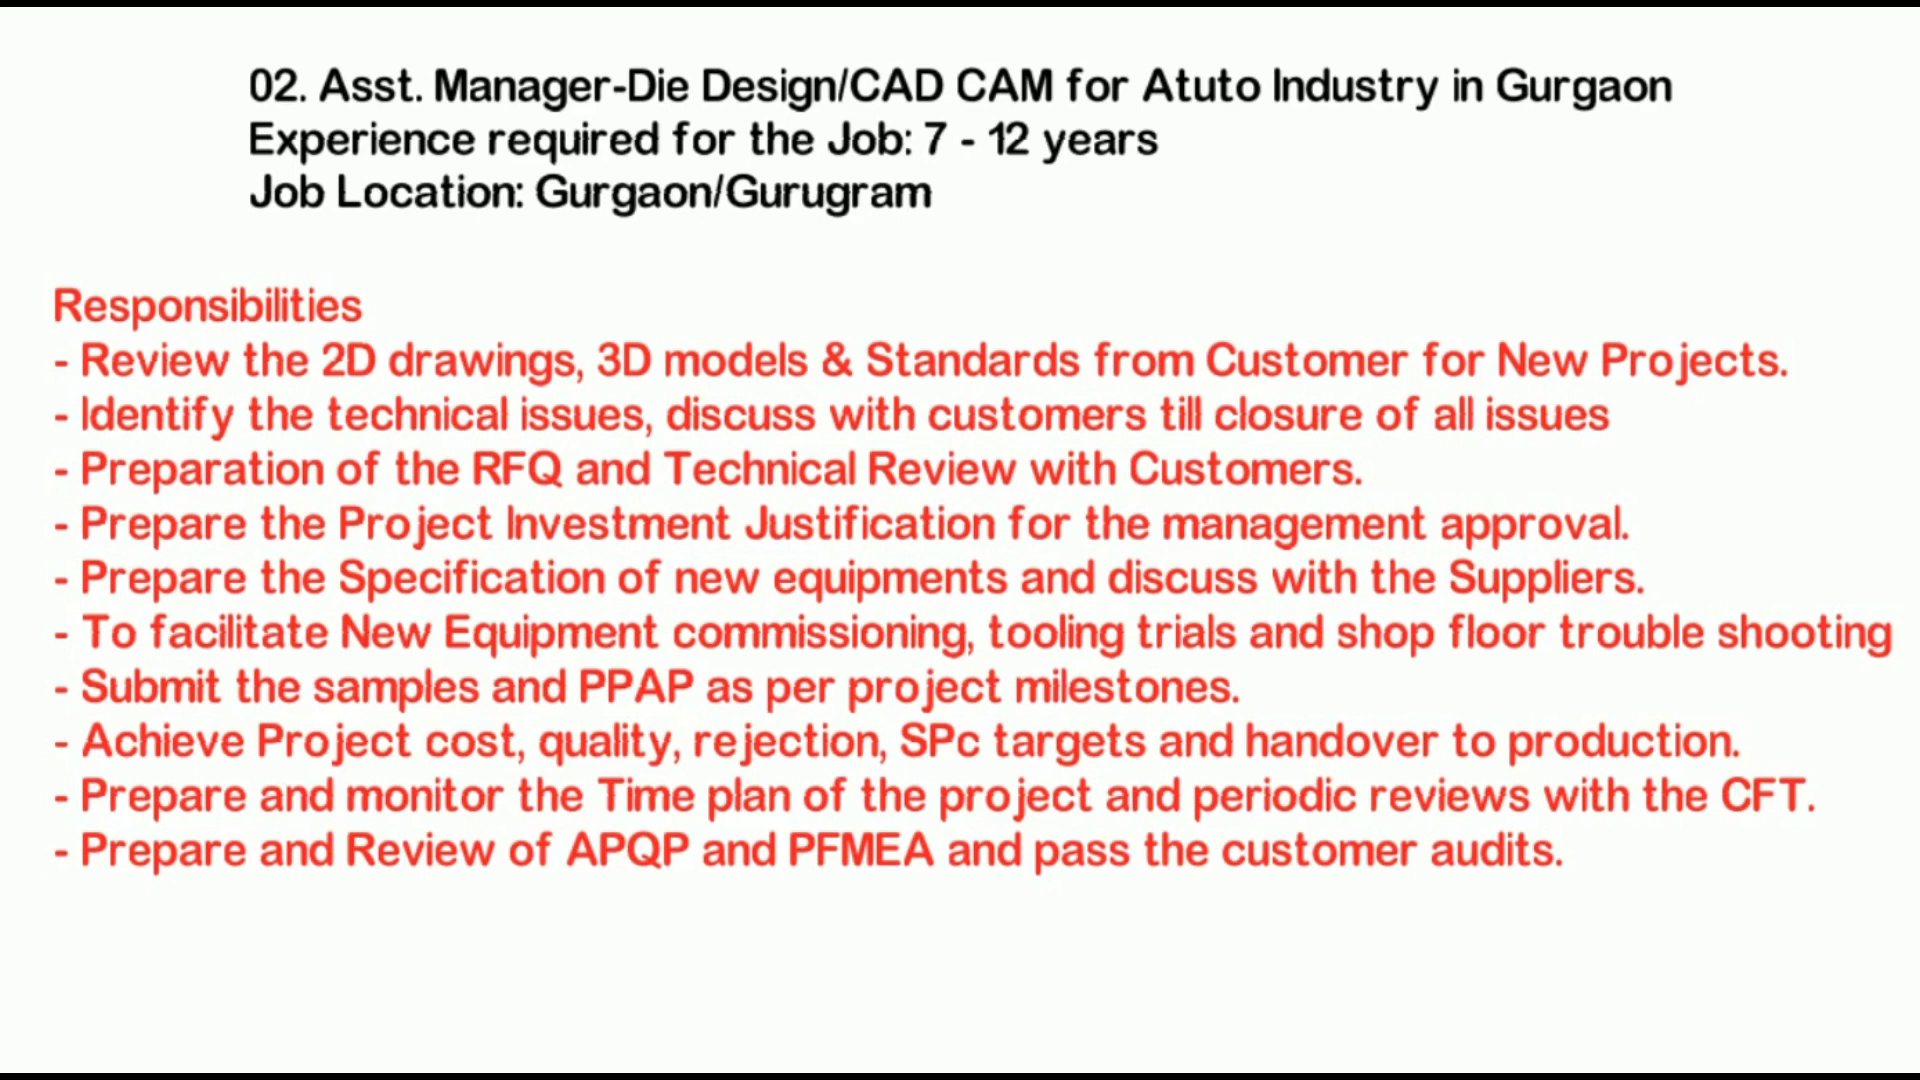 02. Asst. Manager-Die Design/CAD CAM for Atuto Industry in Gurgaon
Experience required for the Job: 7 - 12 years
Job Location: Gurgaon/Gurugram
Responsibilities
- Review the 2D drawings, 3D models & Standards from Customer for New Projects.
- Identify the technical issues, discuss with customers till closure of all issues
- Preparation of the RFQ and Technical Review with Customers.
- Prepare the Project Investment Justification for the management approval.
- Prepare the Specification of new equipments and discuss with the Suppliers.
- To facilitate New Equipment commissioning, tooling trials and shop floor trouble shooting
- Submit the samples and PPAP as per project milestones.
- Achieve Project cost, quality, rejection, SPc targets and handover to production.
- Prepare and monitor the Time plan of the project and periodic reviews with the CFT.
- Prepare and Review of APQP and PFMEA and pass the customer audits.